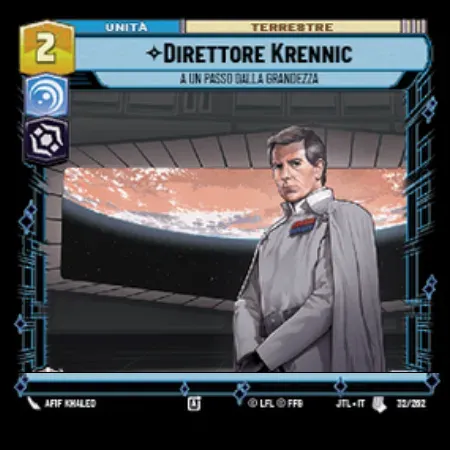 2
UNITÀ
TERRESTRE
DIRETTORE KRENNIC
A UN PASSO DALLA GRANDEZZA
AFIF KHALED
© LFL © FFG
JTL • IT
32/262